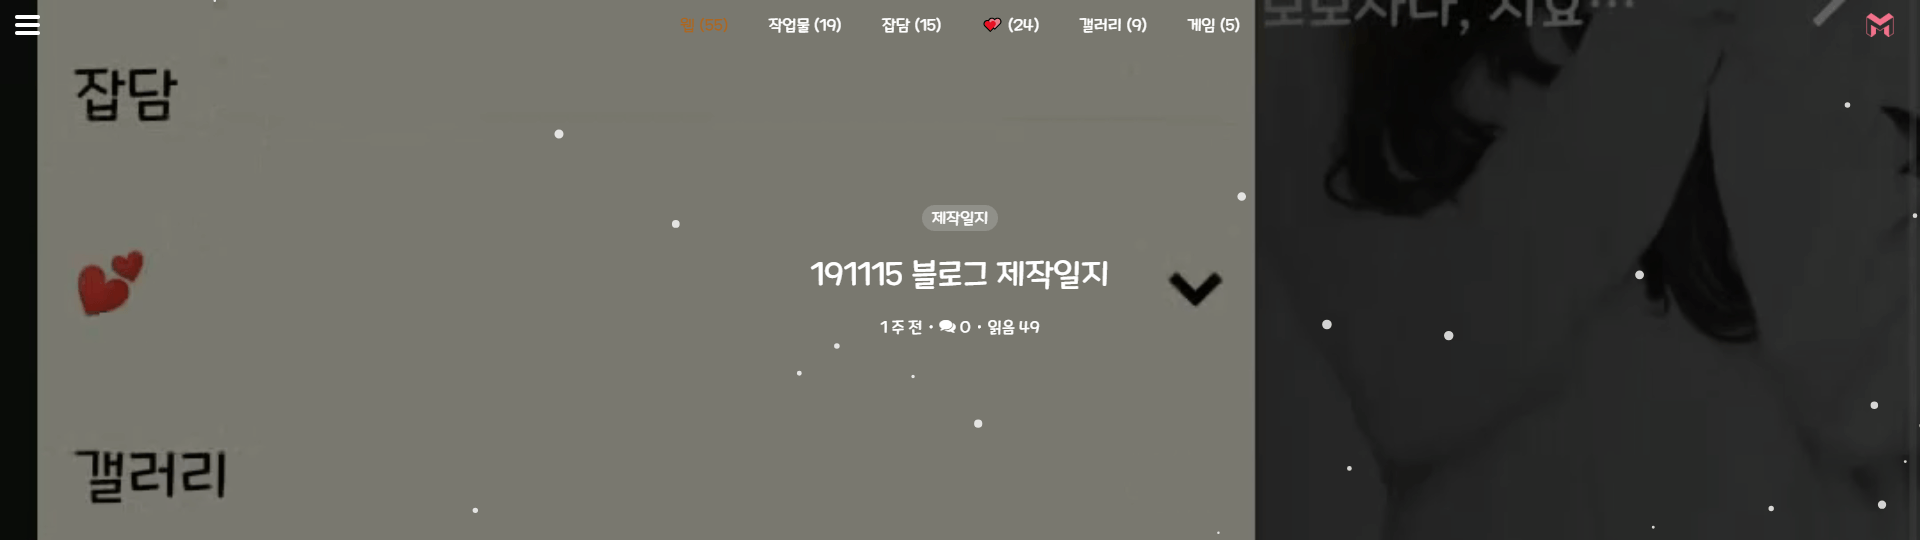 작업물 (19) 잡담 (15) 💕 (24) 갤러리 (9) 게임 (5)
잡담
제작일지
191115 블로그 제작일지
1 주 전 · 0 · 읽음 49
갤러리